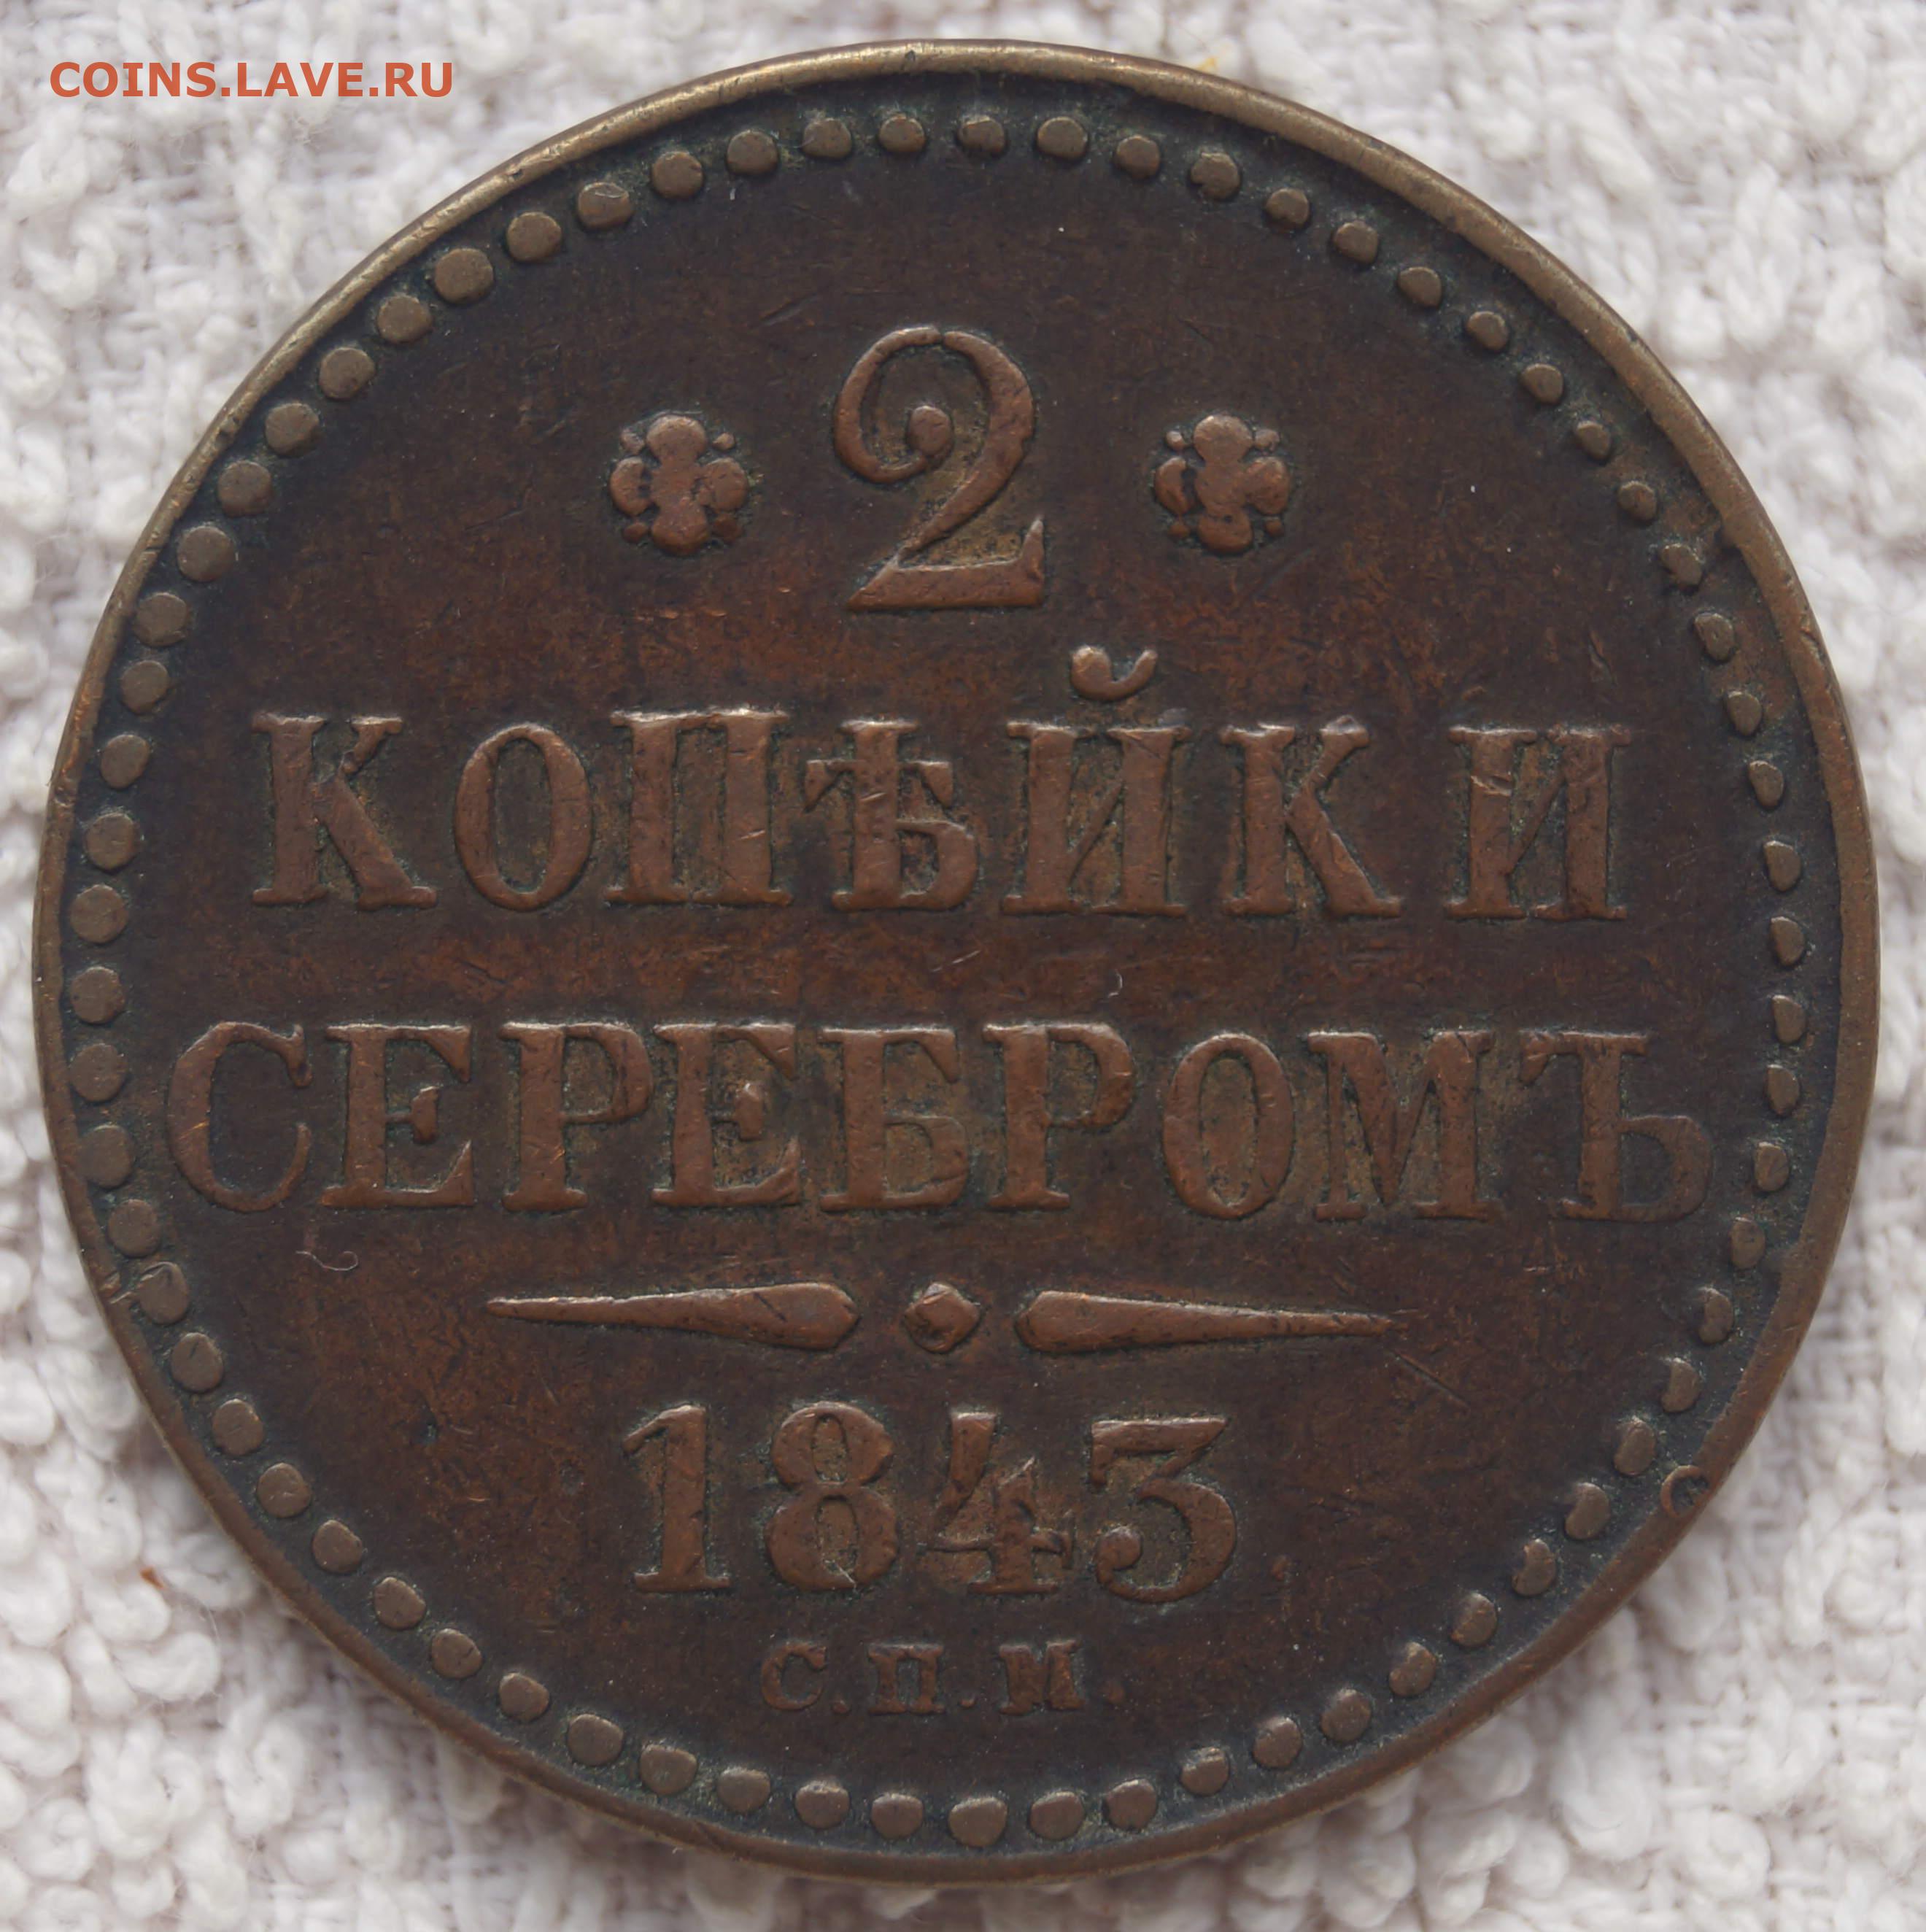 COINS.LAVE.RU
2
КОПѢЙКИ
СЕРЕБРОМЪ
1843
С.П.М.